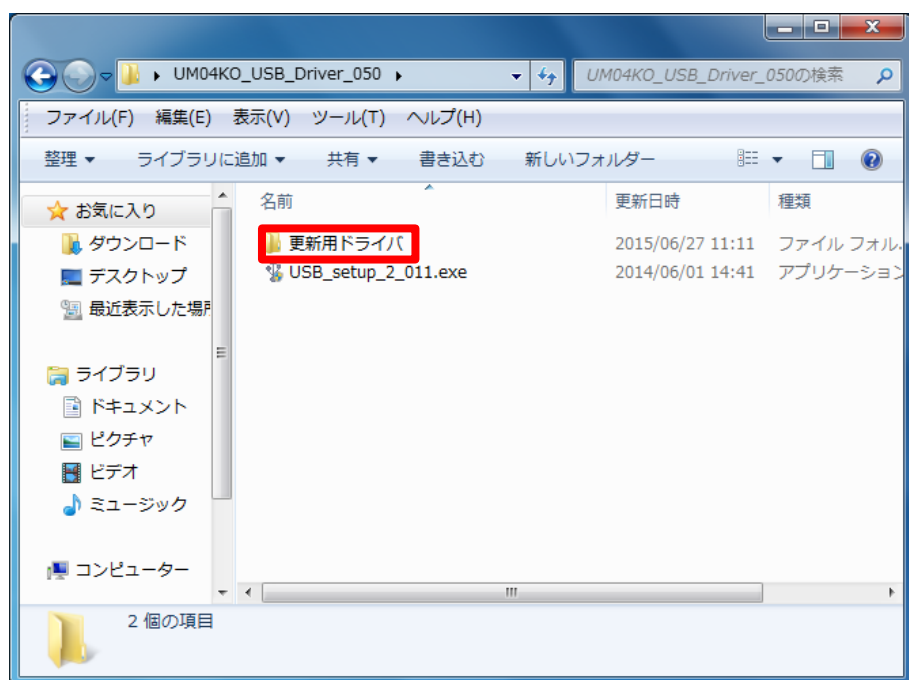 UM04KO_USB_Driver_050
UM04KO_USB_Driver_050の検索
ファイル(F) 編集(E) 表示(V) ツール(T) ヘルプ(H)
整理 ライブラリに追加 共有 書き込む 新しいフォルダー
お気に入り
ダウンロード
デスクトップ
最近表示した場所
ライブラリ
ドキュメント
ピクチャ
ビデオ
ミュージック
コンピューター
名前 更新日時 種類
更新用ドライバ 2015/06/27 11:11 ファイル フォル
USB_setup_2_011.exe 2014/06/01 14:41 アプリケーション
2 個の項目